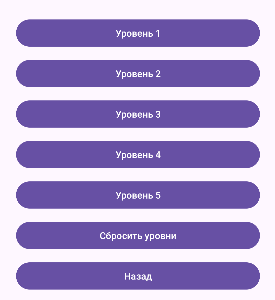 Уровень 1
Уровень 2
Уровень 3
Уровень 4
Уровень 5
Сбросить уровни
Назад